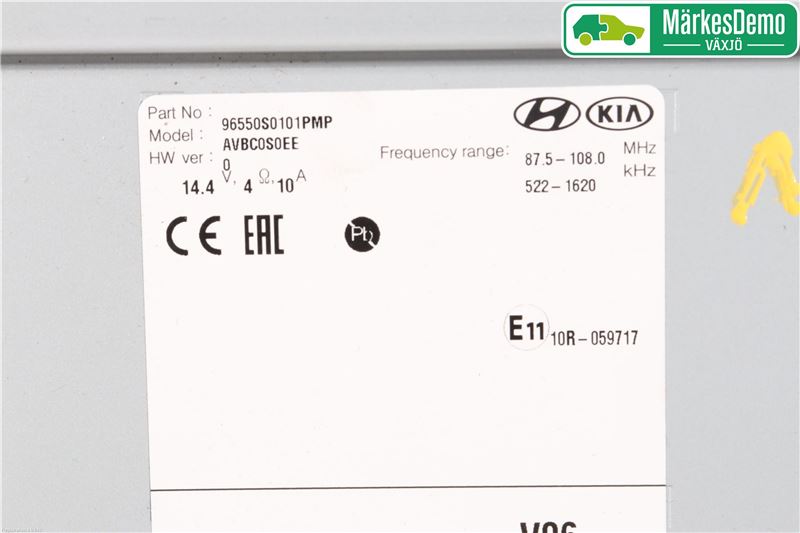 MärkesDemo
VÄXJÖ
Part No : 96550S0101PMP
Model : AVBC0S0EE
HW ver : 0
14.4 V, 4 Ω, 10 A
KIA
Frequency range: 87.5-108.0 MHz
522-1620 kHz
CE EAC
Pb
E11 10R-059717